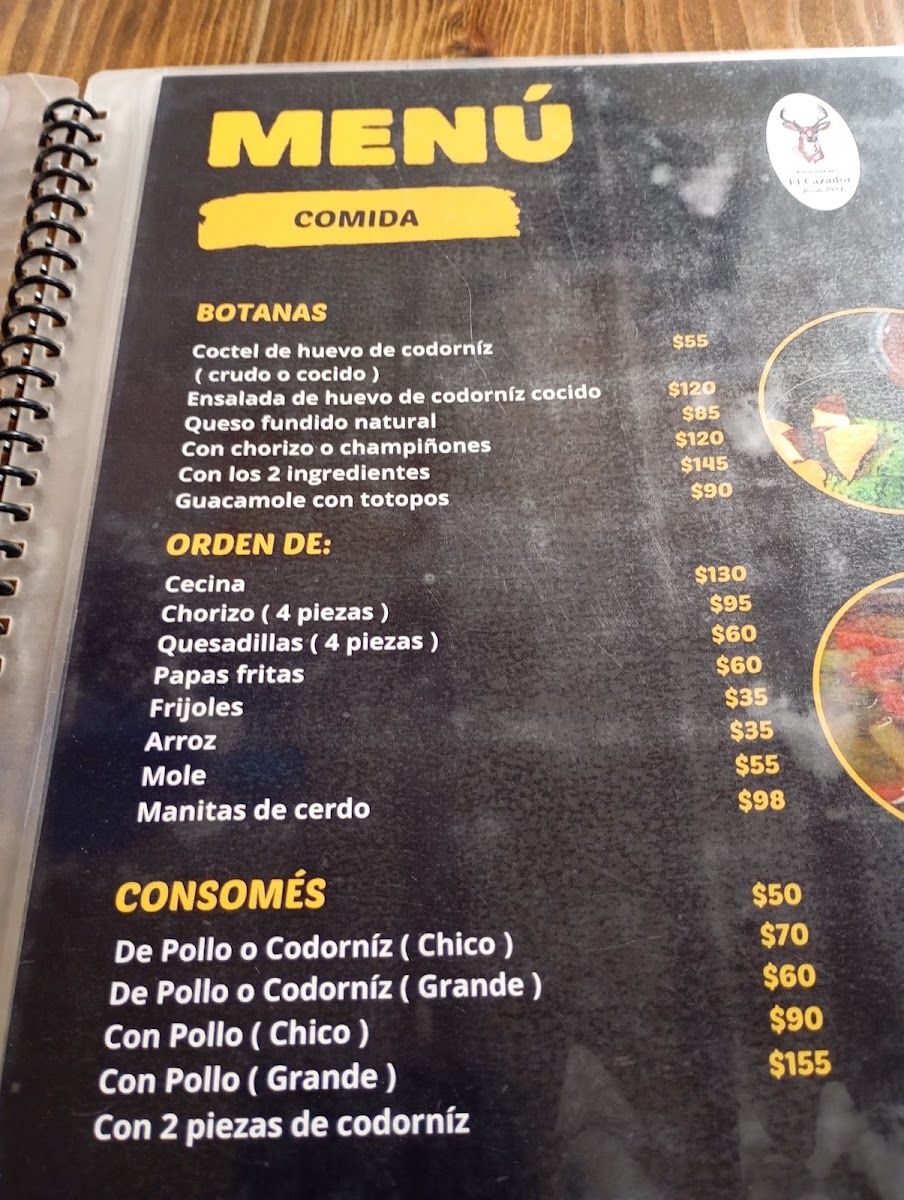 MENÚ
El Cazador
COMIDA
BOTANAS
Coctel de huevo de codorníz $55
( crudo o cocido )
Ensalada de huevo de codorníz cocido $120
Queso fundido natural $85
Con chorizo o champiñones $120
Con los 2 ingredientes $145
Guacamole con totopos $90
ORDEN DE:
Cecina $130
Chorizo ( 4 piezas ) $95
Quesadillas ( 4 piezas ) $60
Papas fritas $60
Frijoles $35
Arroz $35
Mole $55
Manitas de cerdo $98
CONSOMÉS
De Pollo o Codorníz ( Chico ) $50
De Pollo o Codorníz ( Grande ) $70
Con Pollo ( Chico ) $60
Con Pollo ( Grande ) $90
Con 2 piezas de codorníz $155